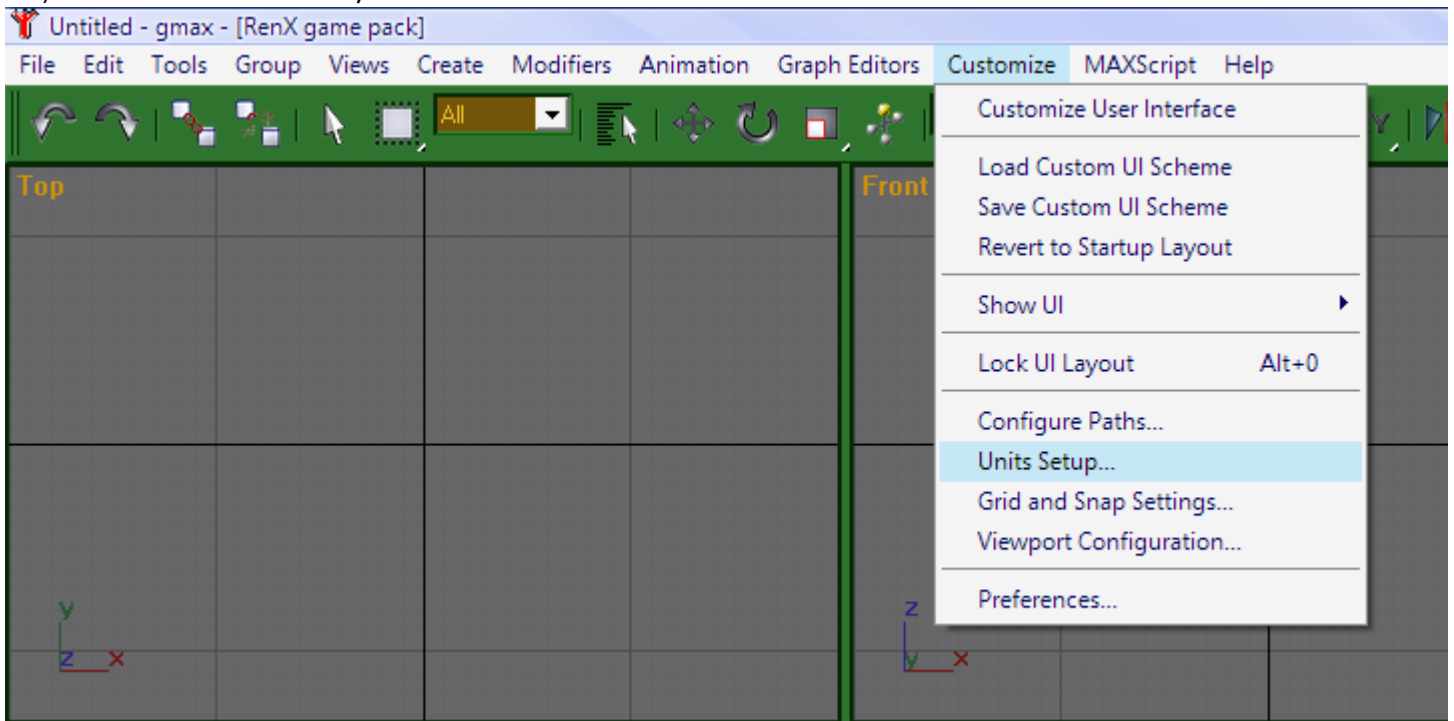 Untitled - gmax - [RenX game pack]
File Edit Tools Group Views Create Modifiers Animation Graph Editors Customize MAXScript Help
All
Y
Top
Front
Customize User Interface
Load Custom UI Scheme
Save Custom UI Scheme
Revert to Startup Layout
Show UI
Lock UI Layout Alt+0
Configure Paths...
Units Setup...
Grid and Snap Settings...
Viewport Configuration...
Preferences...
y
z x
z
y x